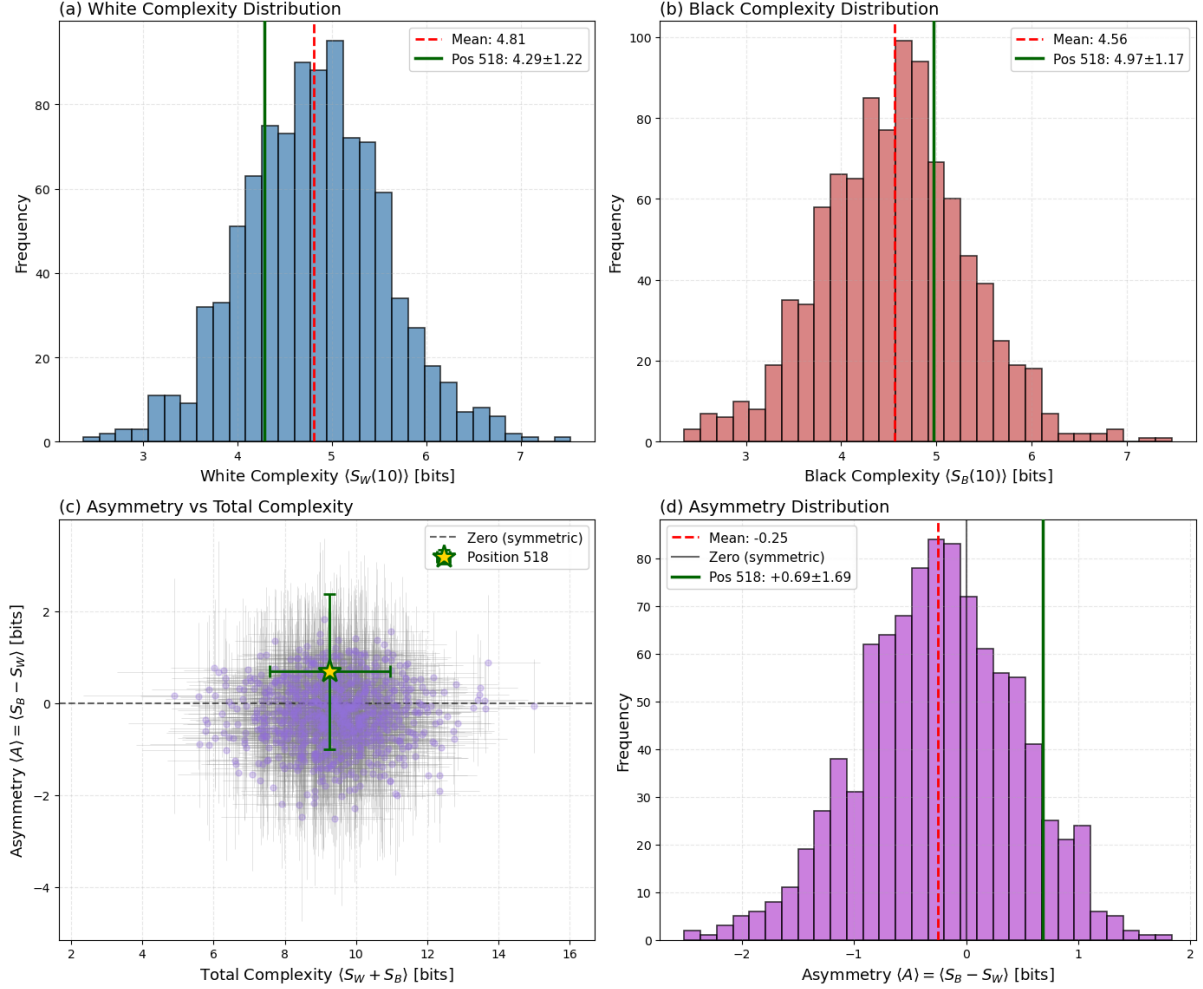 (a) White Complexity Distribution
Mean: 4.81
Pos 518: 4.29±1.22
Frequency
0
20
40
60
80
3 4 5 6 7
White Complexity ⟨S_W(10)⟩ [bits]
(b) Black Complexity Distribution
Mean: 4.56
Pos 518: 4.97±1.17
Frequency
0
20
40
60
80
100
3 4 5 6 7
Black Complexity ⟨S_B(10)⟩ [bits]
(c) Asymmetry vs Total Complexity
Zero (symmetric)
Position 518
Asymmetry ⟨A⟩ = ⟨S_B − S_W⟩ [bits]
2
0
−2
−4
2 4 6 8 10 12 14 16
Total Complexity ⟨S_W + S_B⟩ [bits]
(d) Asymmetry Distribution
Mean: -0.25
Zero (symmetric)
Pos 518: +0.69±1.69
Frequency
0
10
20
30
40
50
60
70
80
−2 −1 0 1 2
Asymmetry ⟨A⟩ = ⟨S_B − S_W⟩ [bits]